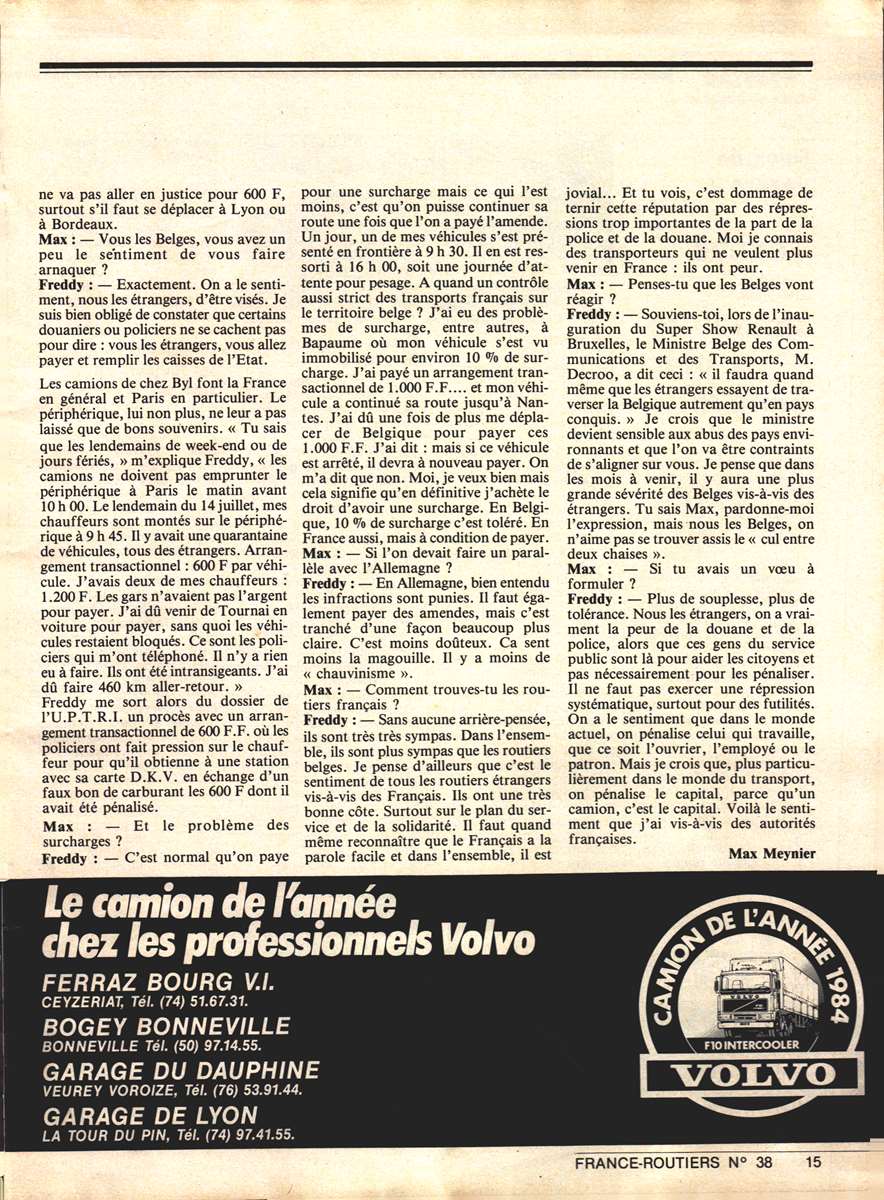 ne va pas aller en justice pour 600 F,
surtout s'il faut se déplacer à Lyon ou
à Bordeaux.
Max : — Vous les Belges, vous avez un
peu le sentiment de vous faire
arnaquer ?
Freddy : — Exactement. On a le senti-
ment, nous les étrangers, d'être visés. Je
suis bien obligé de constater que certains
douaniers ou policiers ne se cachent pas
pour dire : vous les étrangers, vous allez
payer et remplir les caisses de l'Etat.
Les camions de chez Byl font la France
en général et Paris en particulier. Le
périphérique, lui non plus, ne leur a pas
laissé que de bons souvenirs. « Tu sais
que les lendemains de week-end ou de
jours fériés, » m'explique Freddy, « les
camions ne doivent pas emprunter le
périphérique à Paris le matin avant
10 h 00. Le lendemain du 14 juillet, mes
chauffeurs sont montés sur le périphé-
rique à 9 h 45. Il y avait une quarantaine
de véhicules, tous des étrangers. Arran-
gement transactionnel : 600 F par véhi-
cule. J'avais deux de mes chauffeurs :
1.200 F. Les gars n'avaient pas l'argent
pour payer. J'ai dû venir de Tournai en
voiture pour payer, sans quoi les véhi-
cules restaient bloqués. Ce sont les poli-
ciers qui m'ont téléphoné. Il n'y a rien
eu à faire. Ils ont été intransigeants. J'ai
dû faire 460 km aller-retour. »
Freddy me sort alors du dossier de
l'U.P.T.R.I. un procès avec un arran-
gement transactionnel de 600 F.F. où les
policiers ont fait pression sur le chauf-
feur pour qu'il obtienne à une station
avec sa carte D.K.V. en échange d'un
faux bon de carburant les 600 F dont il
avait été pénalisé.
Max : — Et le problème des
surcharges ?
Freddy : — C'est normal qu'on paye
pour une surcharge mais ce qui l'est
moins, c'est qu'on puisse continuer sa
route une fois que l'on a payé l'amende.
Un jour, un de mes véhicules s'est pré-
senté en frontière à 9 h 30. Il en est res-
sorti à 16 h 00, soit une journée d'at-
tente pour pesage. A quand un contrôle
aussi strict des transports français sur
le territoire belge ? J'ai eu des problè-
mes de surcharge, entre autres, à
Bapaume où mon véhicule s'est vu
immobilisé pour environ 10 % de sur-
charge. J'ai payé un arrangement tran-
sactionnel de 1.000 F.F.... et mon véhi-
cule a continué sa route jusqu'à Nan-
tes. J'ai dû une fois de plus me dépla-
cer de Belgique pour payer ces
1.000 F.F. J'ai dit : mais si ce véhicule
est arrêté, il devra à nouveau payer. On
m'a dit que non. Moi, je veux bien mais
cela signifie qu'en définitive j'achète le
droit d'avoir une surcharge. En Belgi-
que, 10 % de surcharge c'est toléré. En
France aussi, mais à condition de payer.
Max : — Si l'on devait faire un paral-
lèle avec l'Allemagne ?
Freddy : — En Allemagne, bien entendu
les infractions sont punies. Il faut éga-
lement payer des amendes, mais c'est
tranché d'une façon beaucoup plus
claire. C'est moins doûteux. Ca sent
moins la magouille. Il y a moins de
« chauvinisme ».
Max : — Comment trouves-tu les rou-
tiers français ?
Freddy : — Sans aucune arrière-pensée,
ils sont très très sympas. Dans l'ensem-
ble, ils sont plus sympas que les routiers
belges. Je pense d'ailleurs que c'est le
sentiment de tous les routiers étrangers
vis-à-vis des Français. Ils ont une très
bonne côte. Surtout sur le plan du ser-
vice et de la solidarité. Il faut quand
même reconnaître que le Français a la
parole facile et dans l'ensemble, il est
jovial... Et tu vois, c'est dommage de
ternir cette réputation par des répres-
sions trop importantes de la part de la
police et de la douane. Moi je connais
des transporteurs qui ne veulent plus
venir en France : ils ont peur.
Max : — Penses-tu que les Belges vont
réagir ?
Freddy : — Souviens-toi, lors de l'inau-
guration du Super Show Renault à
Bruxelles, le Ministre Belge des Com-
munications et des Transports, M.
Decroo, a dit ceci : « il faudra quand
même que les étrangers essayent de tra-
verser la Belgique autrement qu'en pays
conquis. » Je crois que le ministre
devient sensible aux abus des pays envi-
ronnants et que l'on va être contraints
de s'aligner sur vous. Je pense que dans
les mois à venir, il y aura une plus
grande sévérité des Belges vis-à-vis des
étrangers. Tu sais Max, pardonne-moi
l'expression, mais nous les Belges, on
n'aime pas se trouver assis le « cul entre
deux chaises ».
Max : — Si tu avais un vœu à
formuler ?
Freddy : — Plus de souplesse, plus de
tolérance. Nous les étrangers, on a vrai-
ment la peur de la douane et de la
police, alors que ces gens du service
public sont là pour aider les citoyens et
pas nécessairement pour les pénaliser.
Il ne faut pas exercer une répression
systématique, surtout pour des futilités.
On a le sentiment que dans le monde
actuel, on pénalise celui qui travaille,
que ce soit l'ouvrier, l'employé ou le
patron. Mais je crois que, plus particu-
lièrement dans le monde du transport,
on pénalise le capital, parce qu'un
camion, c'est le capital. Voilà le senti-
ment que j'ai vis-à-vis des autorités
françaises.
Max Meynier
Le camion de l'année
chez les professionnels Volvo
FERRAZ BOURG V.I.
CEYZERIAT, Tél. (74) 51.67.31.
BOGEY BONNEVILLE
BONNEVILLE Tél. (50) 97.14.55.
GARAGE DU DAUPHINE
VEUREY VOROIZE, Tél. (76) 53.91.44.
GARAGE DE LYON
LA TOUR DU PIN, Tél. (74) 97.41.55.
CAMION DE L'ANNÉE 1984
VOLVO
F10 INTERCOOLER
VOLVO
FRANCE-ROUTIERS N° 38 15